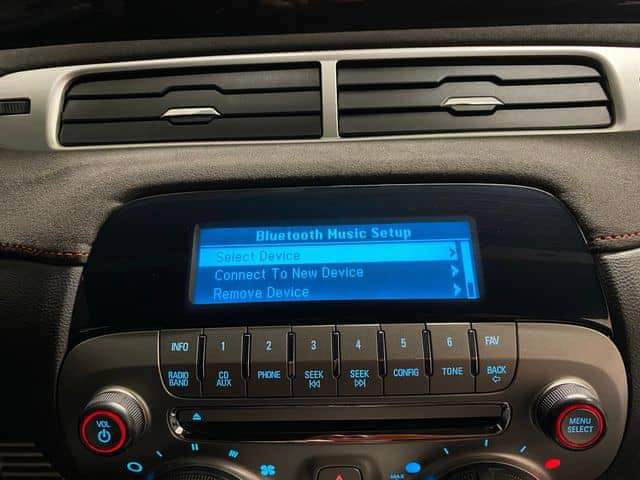 Bluetooth Music Setup
Select Device
Connect To New Device
Remove Device
INFO 1 2 3 4 5 6 FAV
RADIO BAND CD AUX PHONE SEEK SEEK CONFIG TONE BACK
VOL
MENU SELECT
MAX